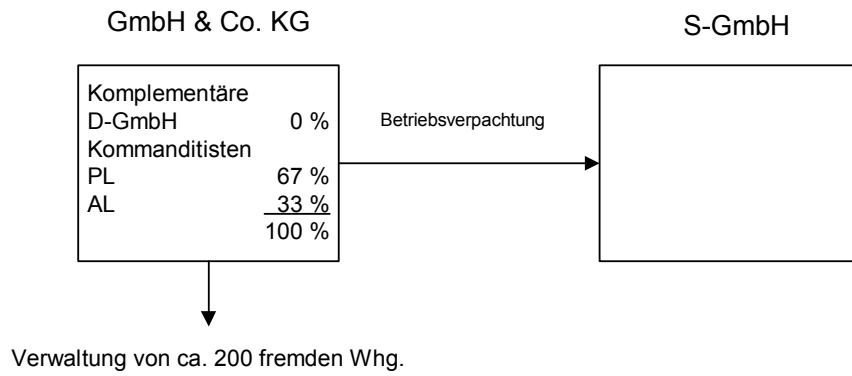 GmbH & Co. KG
S-GmbH
Komplementäre
D-GmbH 0 %
Kommanditisten
PL 67 %
AL 33 %
100 %
Betriebsverpachtung
Verwaltung von ca. 200 fremden Whg.